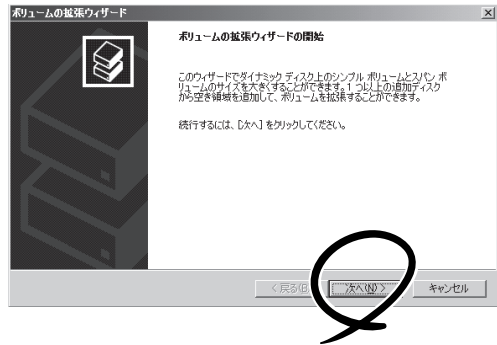 ボリュームの拡張ウィザード
ボリュームの拡張ウィザードの開始
このウィザードでダイナミック ディスク上のシンプル ボリュームとスパン ボ
リュームのサイズを大きくすることができます。1 つ以上の追加ディスク
から空き領域を追加して、ボリュームを拡張することができます。
続行するには、[次へ] をクリックしてください。
< 戻る(B) 次へ(N) > キャンセル